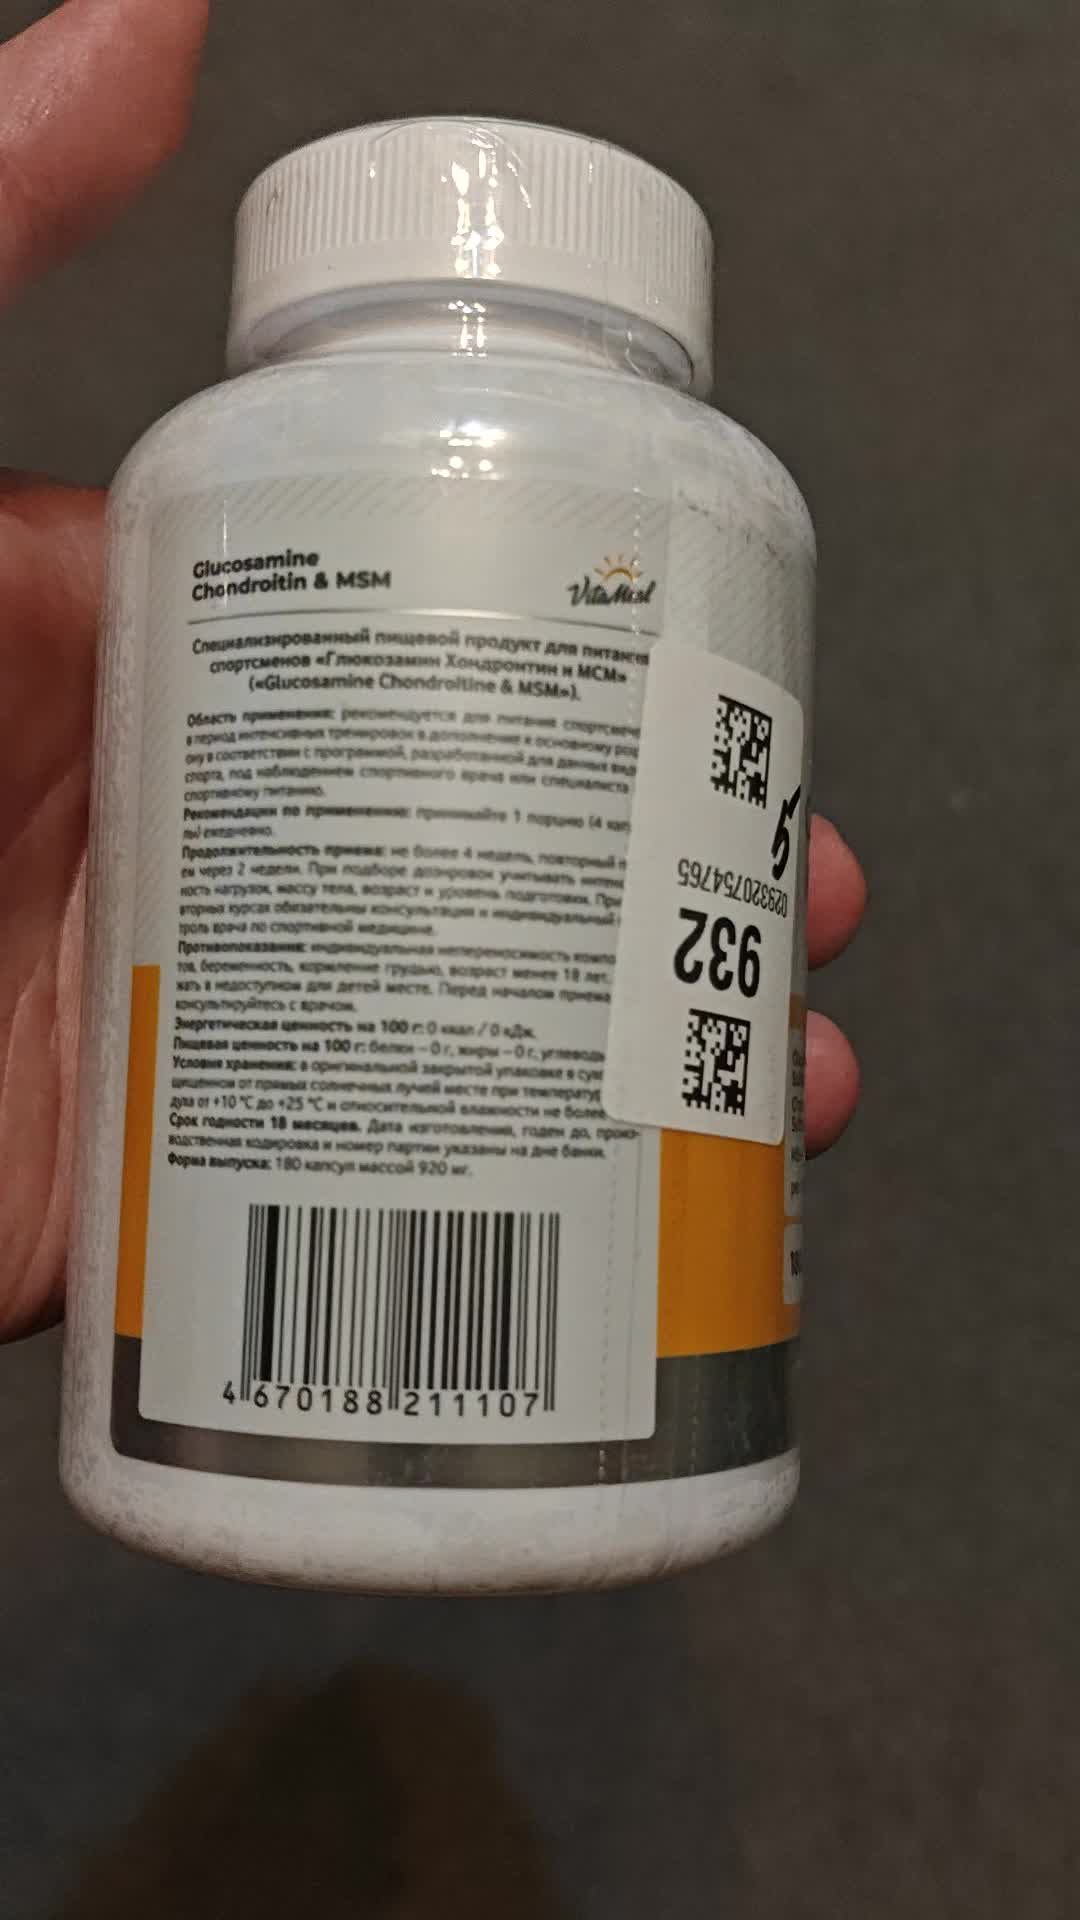 Glucosamine
Chondroitin & MSM
VitaMeal
Специализированный пищевой продукт для питания
спортсменов «Глюкозамин Хондроитин и МСМ»
(«Glucosamine Chondroitine & MSM»).
Область применения: рекомендуется для питания
в период интенсивных тренировок в дополнение к основному
ону в соответствии с программой, разработанной для данных
спорта, под наблюдением спортивного врача или специалиста
спортивному питанию.
Рекомендации по применению: принимайте 1 порцию (4
лы) ежедневно.
Продолжительность приема: не более 4 недель, повторный
ем через 2 недели. При подборе дозировок учитывать
ность нагрузок, массу тела, возраст и уровень подготовки. При
вторных курсах обязательны консультация и индивидуальный
троль врача по спортивной медицине.
Противопоказания: индивидуальная непереносимость
тов, беременность, кормление грудью, возраст менее 18 лет.
жать в недоступном для детей месте. Перед началом приема
консультируйтесь с врачом.
Энергетическая ценность на 100 г: 0 ккал / 0 кДж.
Пищевая ценность на 100 г: белки – 0 г, жиры – 0 г, углеводы
Условия хранения: в оригинальной закрытой упаковке в
щищенном от прямых солнечных лучей месте при
духа от +10 °С до +25 °С и относительной влажности не более
Срок годности 18 месяцев. Дата изготовления, годен до, произ-
водственная кодировка и номер партии указаны на дне банки.
Форма выпуска: 180 капсул массой 920 мг.
4 670188 211107
029320754765
932